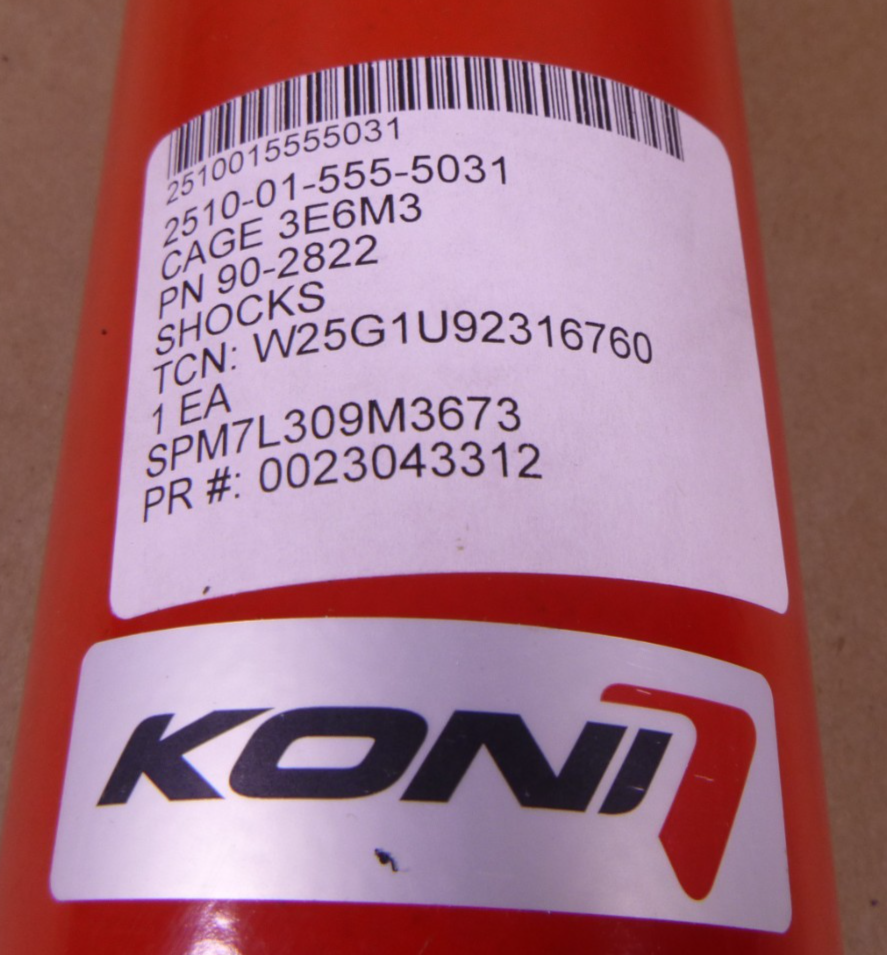 2510015555031
2510-01-555-5031
CAGE 3E6M3
PN 90-2822
SHOCKS
TCN: W25G1U92316760
1 EA
SPM7L309M3673
PR #: 0023043312
KONI